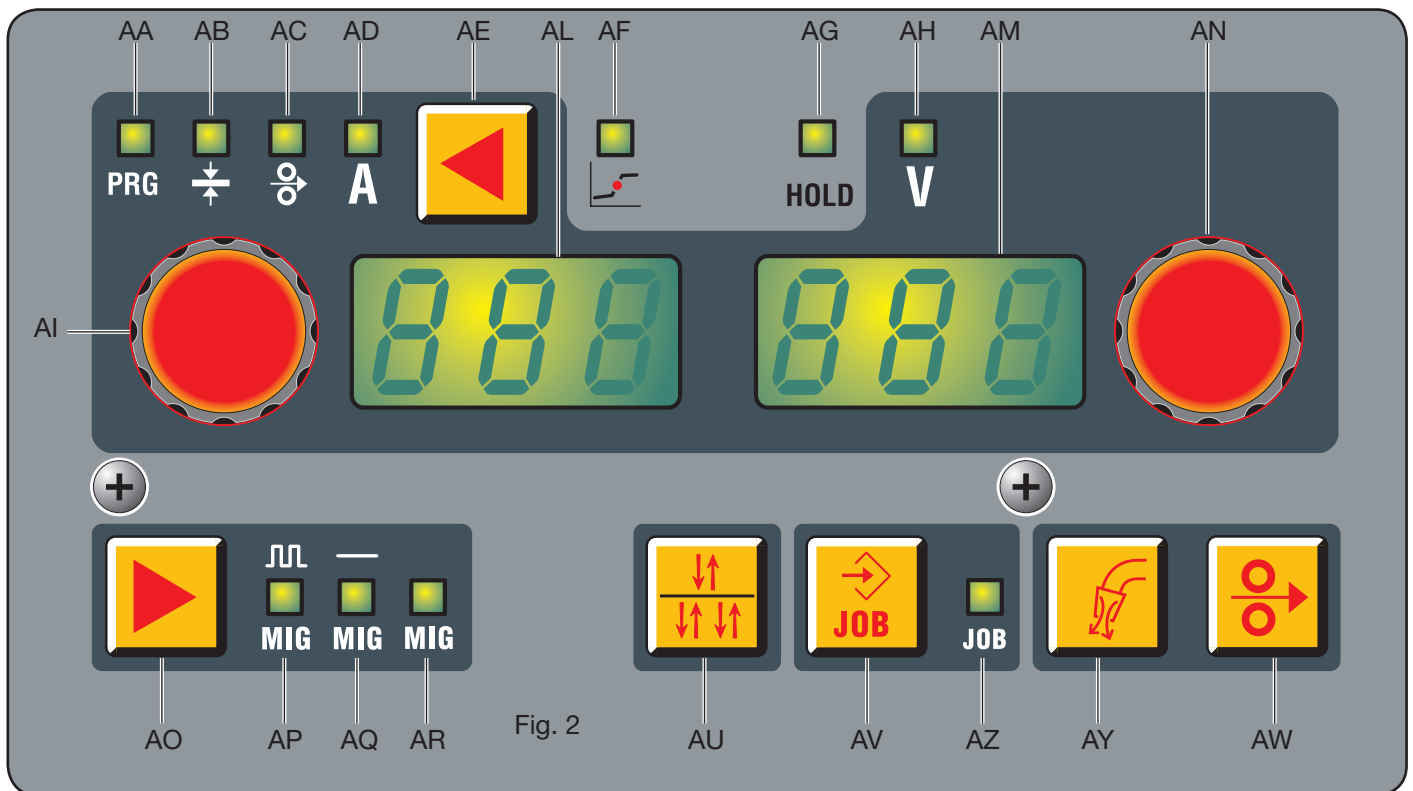 AA AB AC AD AE AL AF AG AH AM AN
PRG A HOLD V
AI
MIG MIG MIG JOB JOB
Fig. 2
AO AP AQ AR AU AV AZ AY AW